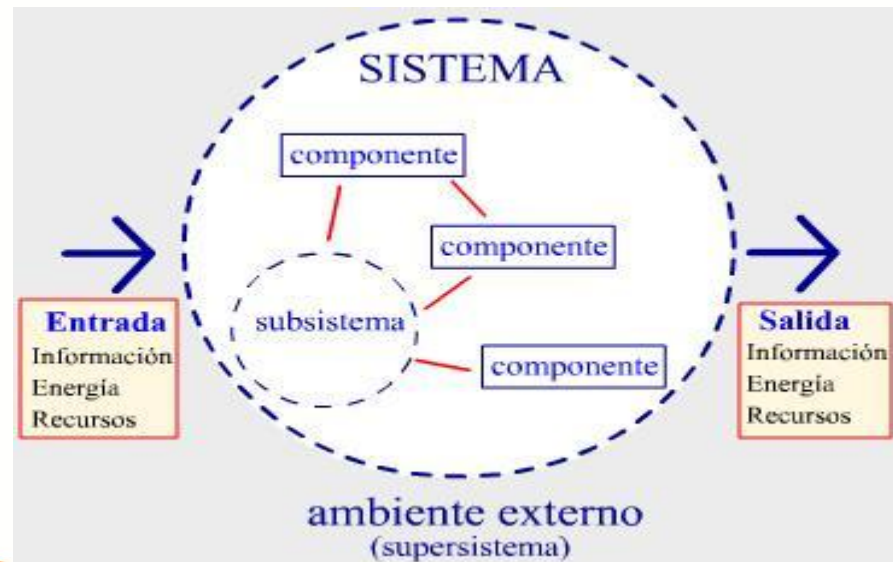 SISTEMA
componente
componente
subsistema
componente
Entrada
Información
Energía
Recursos
Salida
Información
Energía
Recursos
ambiente externo
(supersistema)